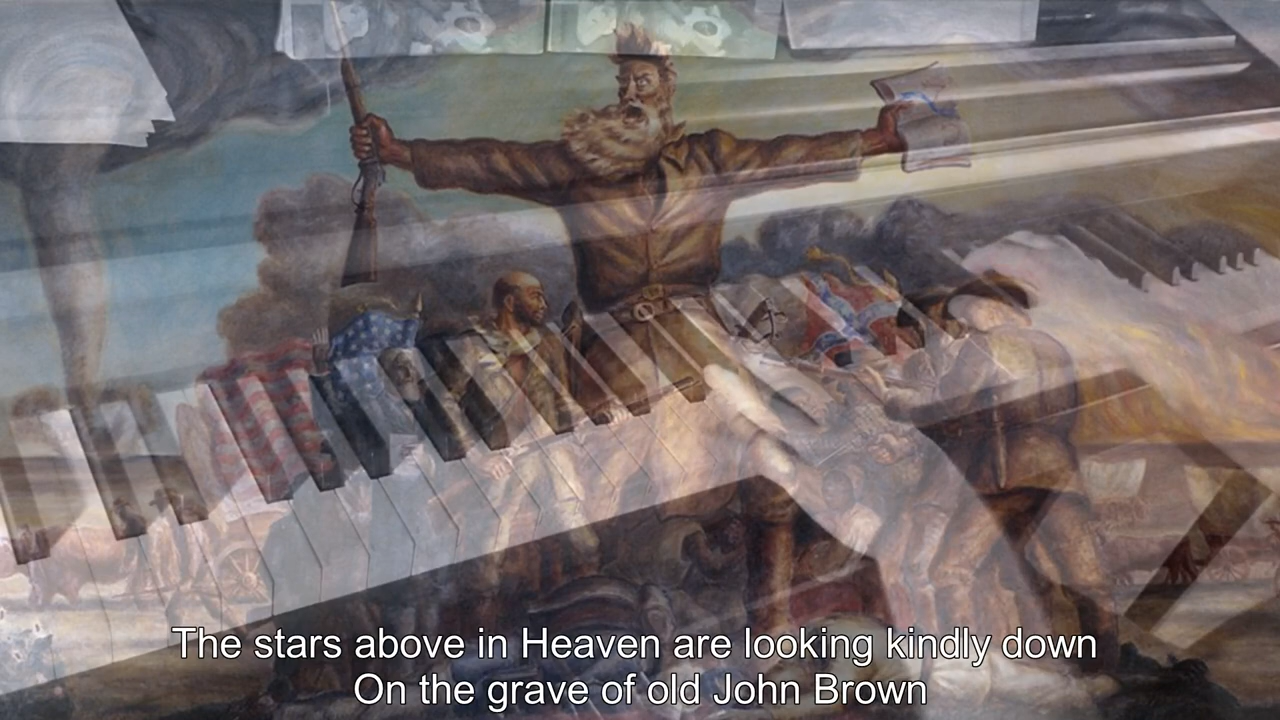 The stars above in Heaven are looking kindly down
On the grave of old John Brown